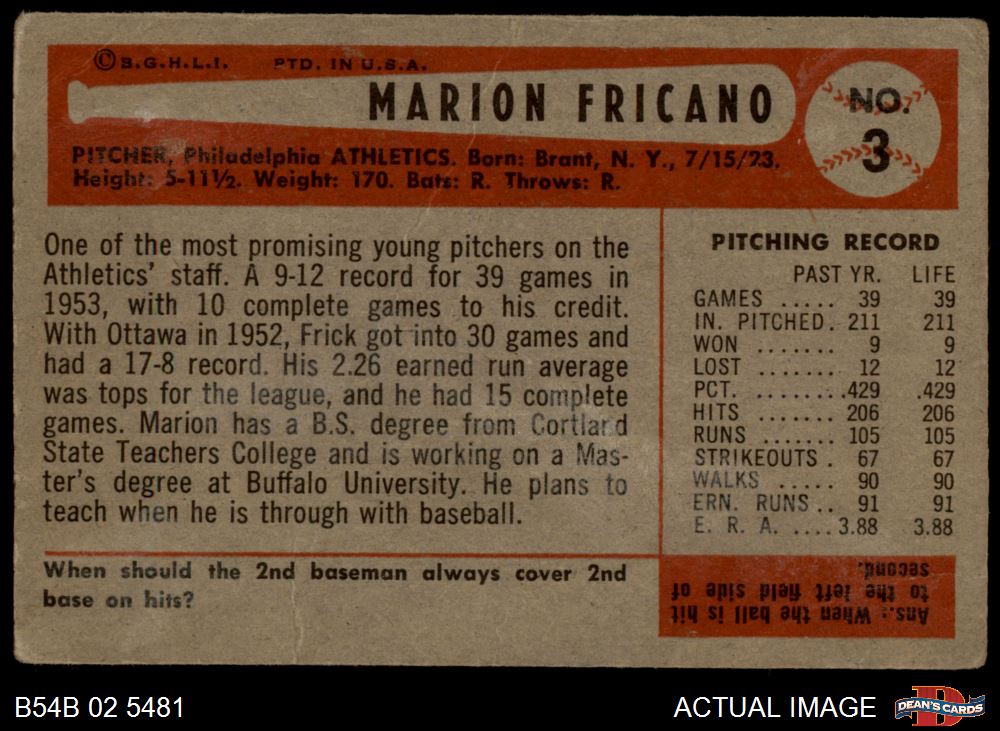 © B.G.H.L.I. PTD. IN U.S.A.
MARION FRICANO
NO.
3
PITCHER, Philadelphia ATHLETICS. Born: Brant, N. Y., 7/15/23.
Height: 5-11½. Weight: 170. Bats: R. Throws: R.
One of the most promising young pitchers on the
Athletics' staff. A 9-12 record for 39 games in
1953, with 10 complete games to his credit.
With Ottawa in 1952, Frick got into 30 games and
had a 17-8 record. His 2.26 earned run average
was tops for the league, and he had 15 complete
games. Marion has a B.S. degree from Cortland
State Teachers College and is working on a Mas-
ter's degree at Buffalo University. He plans to
teach when he is through with baseball.
PITCHING RECORD
PAST YR. LIFE
GAMES ..... 39 39
IN. PITCHED. 211 211
WON ....... 9 9
LOST ....... 12 12
PCT. ........429 .429
HITS ....... 206 206
RUNS ....... 105 105
STRIKEOUTS . 67 67
WALKS ..... 90 90
ERN. RUNS .. 91 91
E. R. A. .... 3.88 3.88
When should the 2nd baseman always cover 2nd
base on hits?
Ans.: When the ball is hit
to the left field side of
second.
B54B 02 5481
ACTUAL IMAGE
D
DEAN'S CARDS